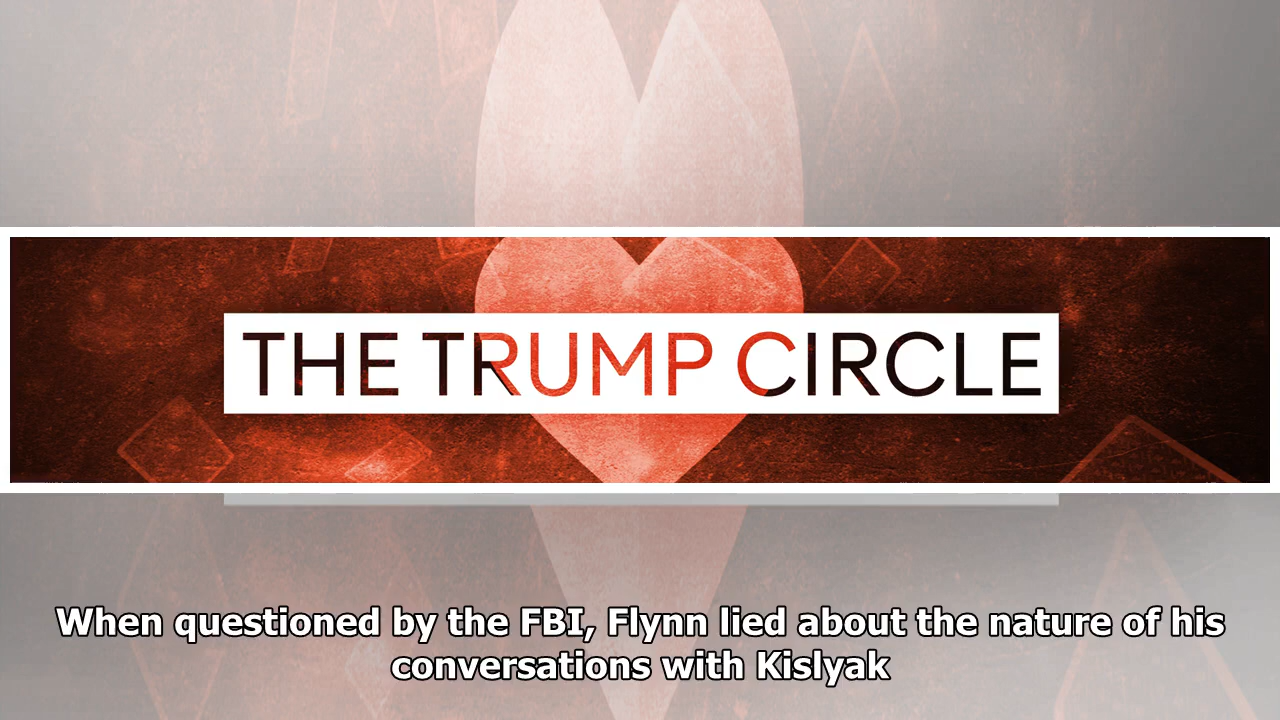 THE TRUMP CIRCLE
When questioned by the FBI, Flynn lied about the nature of his
conversations with Kislyak